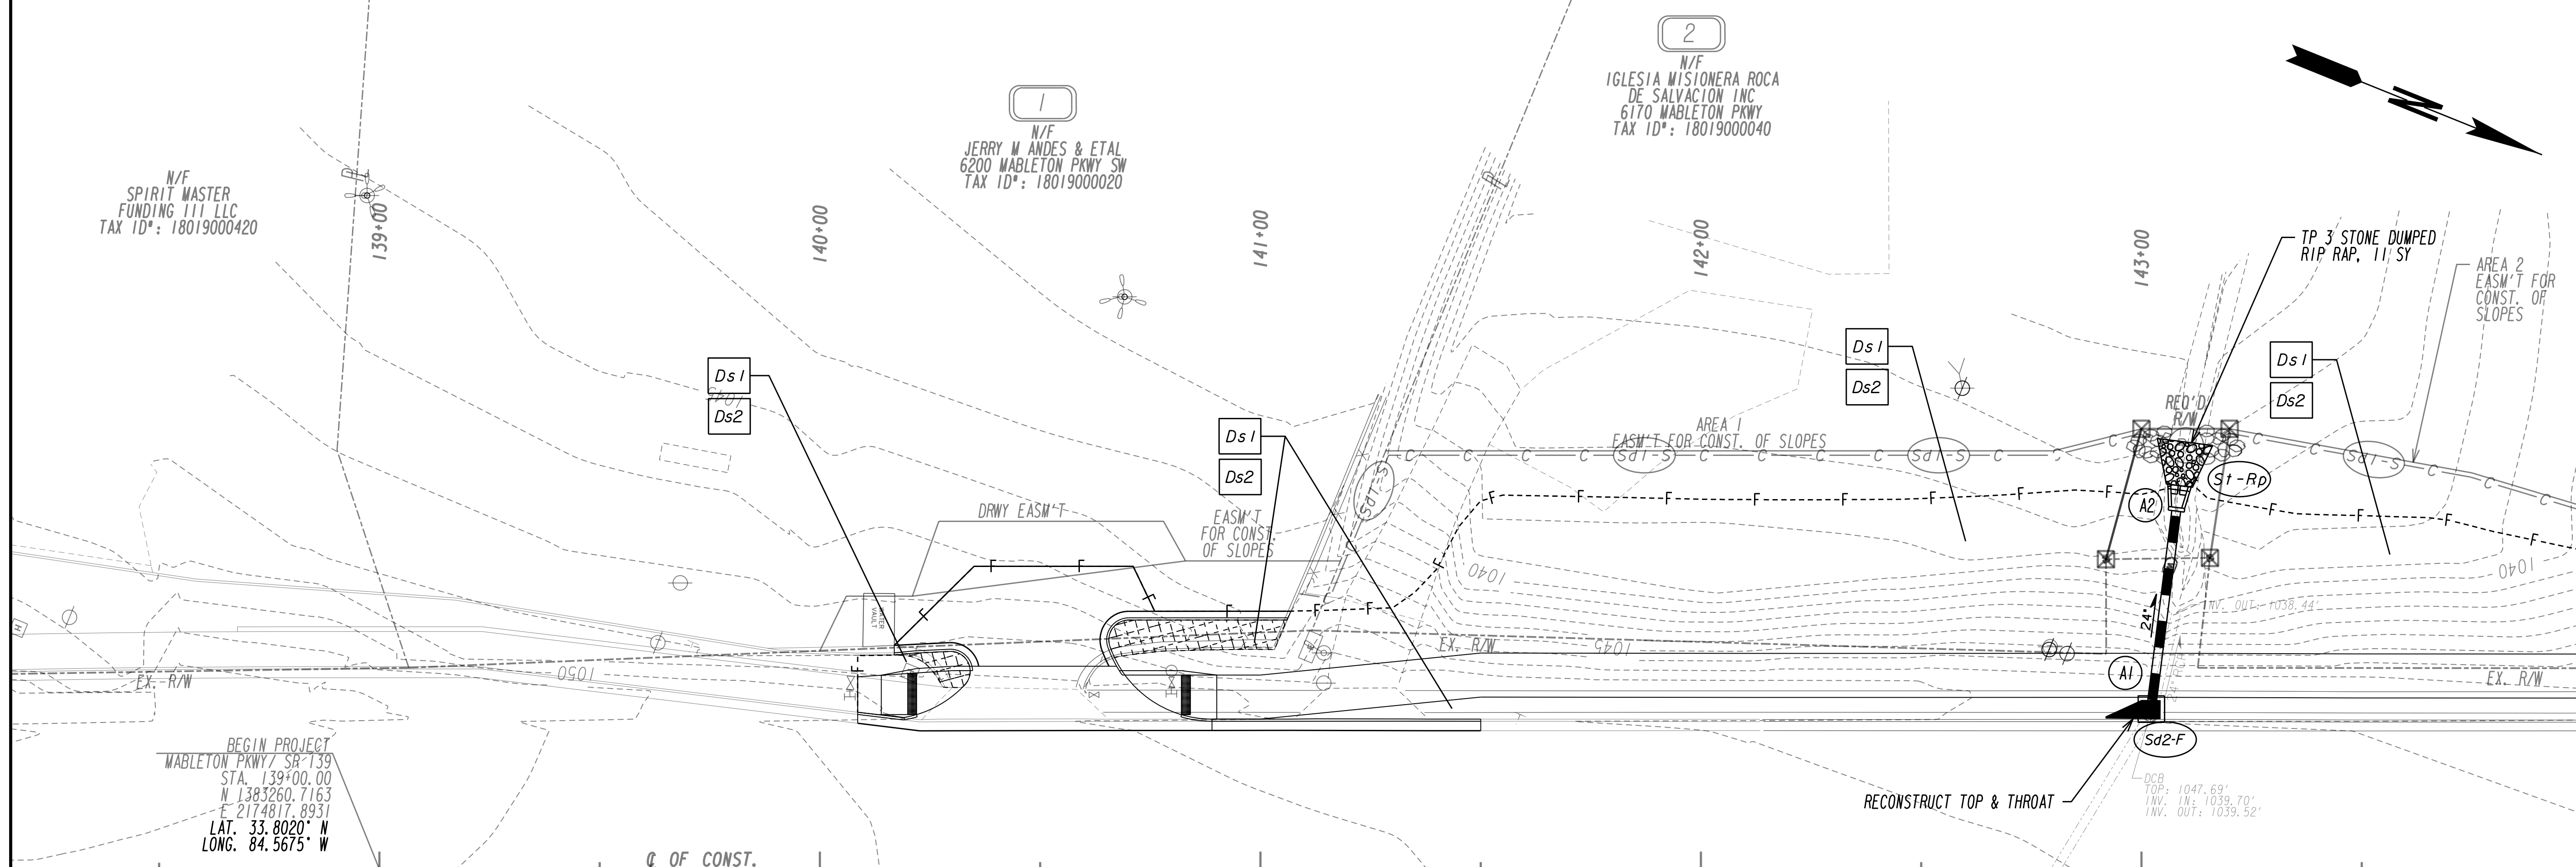 2
N/F
IGLESIA MISIONERA ROCA
DE SALVACION INC
6170 MABLETON PKWY
TAX ID#: 18019000040
N
1
N/F
JERRY M ANDES & ETAL
6200 MABLETON PKWY SW
TAX ID#: 18019000020
N/F
SPIRIT MASTER
FUNDING III LLC
TAX ID#: 18019000420
139+00
140+00
141+00
142+00
143+00
TP 3 STONE DUMPED
RIP RAP, 11 SY
AREA 2
EASM'T FOR
CONST. OF
SLOPES
Ds1
Ds2
1045
Ds1
Ds2
Ds1
Ds2
Ds1
Ds2
REQ'D
R/W
AREA 1
EASM'T FOR CONST. OF SLOPES
C C C C Sd1-S C C C C Sd1-S C C C C Sd1-S C C C
Sd1-S
St-Rp
A2
F F F F F F F F F F F F
DRWY EASM'T
EASM'T
FOR CONST.
OF SLOPES
1040
1040
F F F F F F F F
WATER
VAULT
INV. OUT: 1038.44'
24"
H
EX. R/W
1045
EX. R/W
1050
A1
EX. R/W
Sd2-F
BEGIN PROJECT
MABLETON PKWY/ SR 139
STA. 139+00.00
N 1383260.7163
E 2174817.8931
LAT. 33.8020° N
LONG. 84.5675° W
RECONSTRUCT TOP & THROAT
DCB
TOP: 1047.69'
INV. IN: 1039.70'
INV. OUT: 1039.52'
℄ OF CONST.